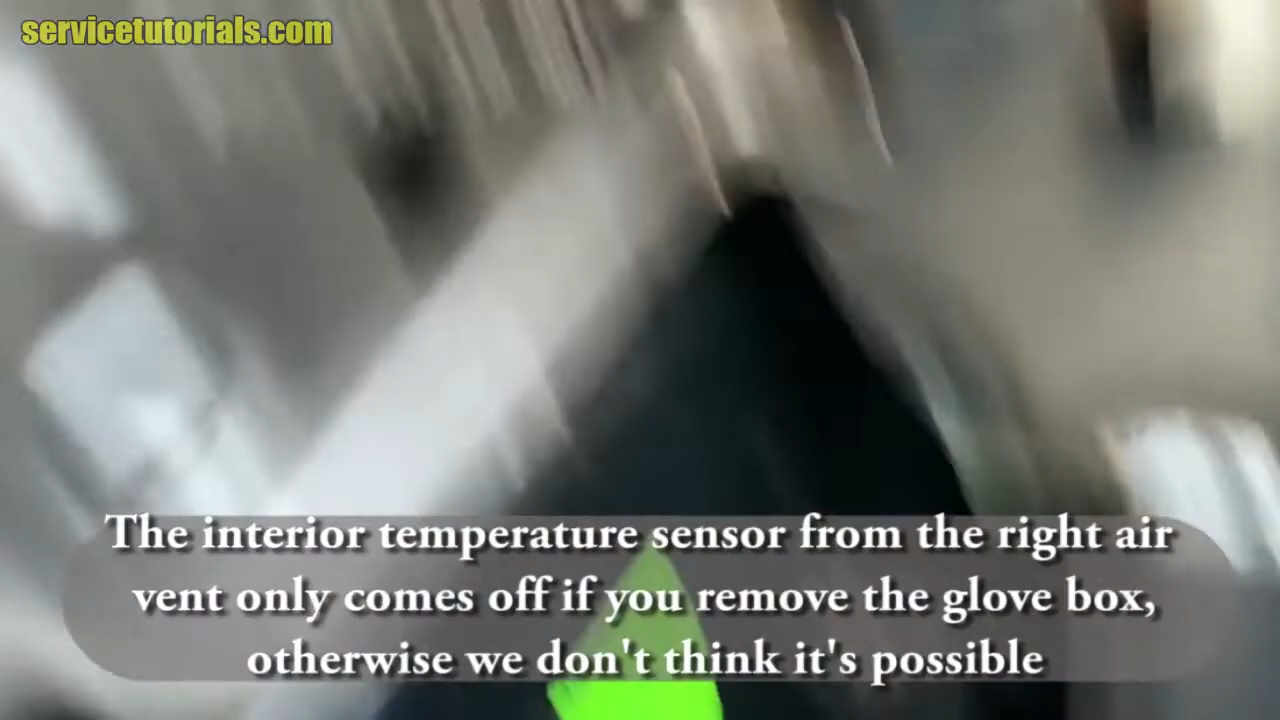 servicetutorials.com
The interior temperature sensor from the right air
vent only comes off if you remove the glove box,
otherwise we don't think it's possible